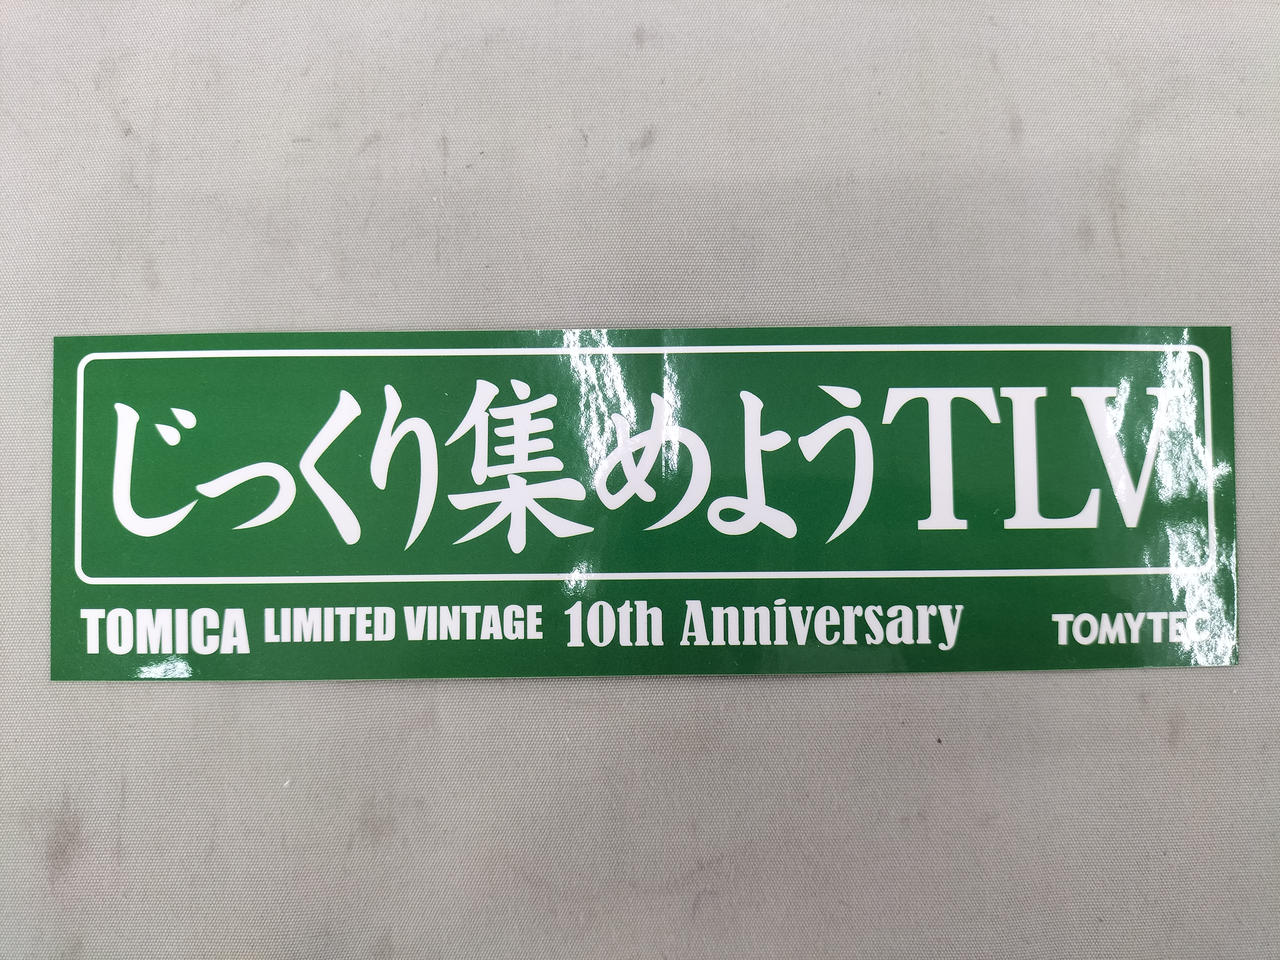 じっくり集めようTLV
TOMICA LIMITED VINTAGE 10th Anniversary TOMYTEC